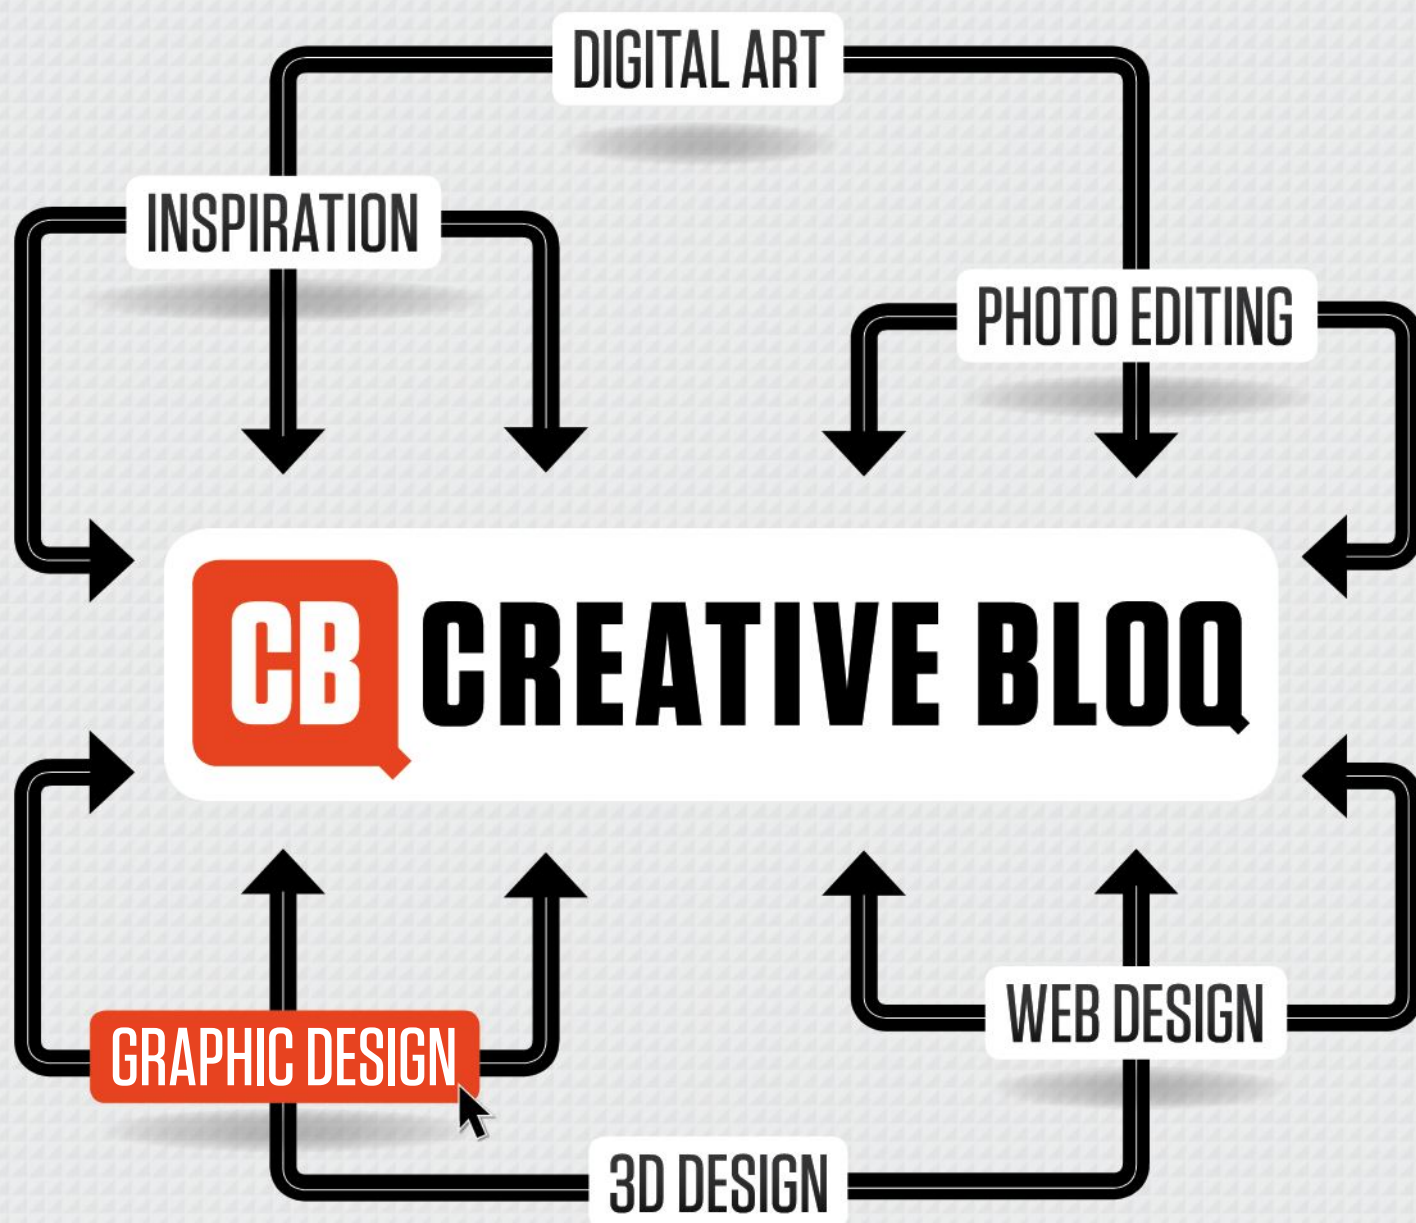 DIGITAL ART
INSPIRATION
PHOTO EDITING
CB CREATIVE BLOQ
WEB DESIGN
GRAPHIC DESIGN
3D DESIGN